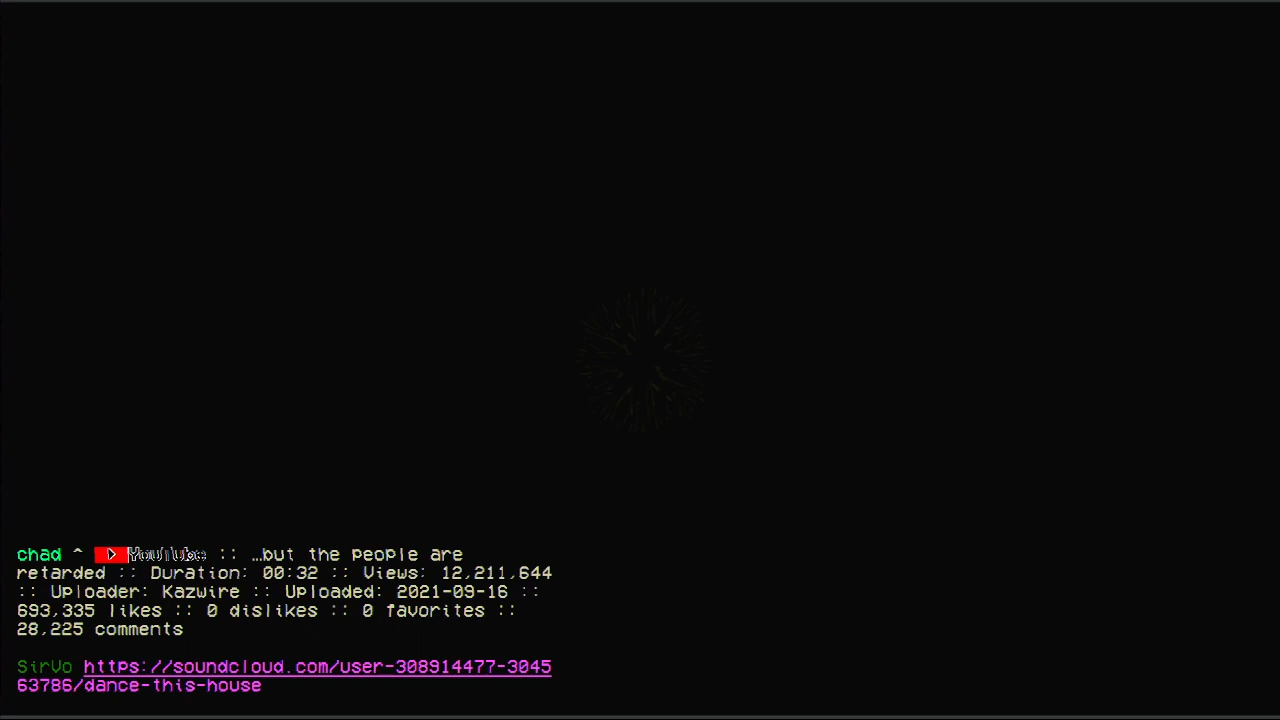 chad ^ YouTube :: …but the people are
retarded :: Duration: 00:32 :: Views: 12,211,644
:: Uploader: Kazwire :: Uploaded: 2021-09-16 ::
693,335 likes :: 0 dislikes :: 0 favorites ::
28,225 comments
SirVo https://soundcloud.com/user-308914477-3045
63786/dance-this-house